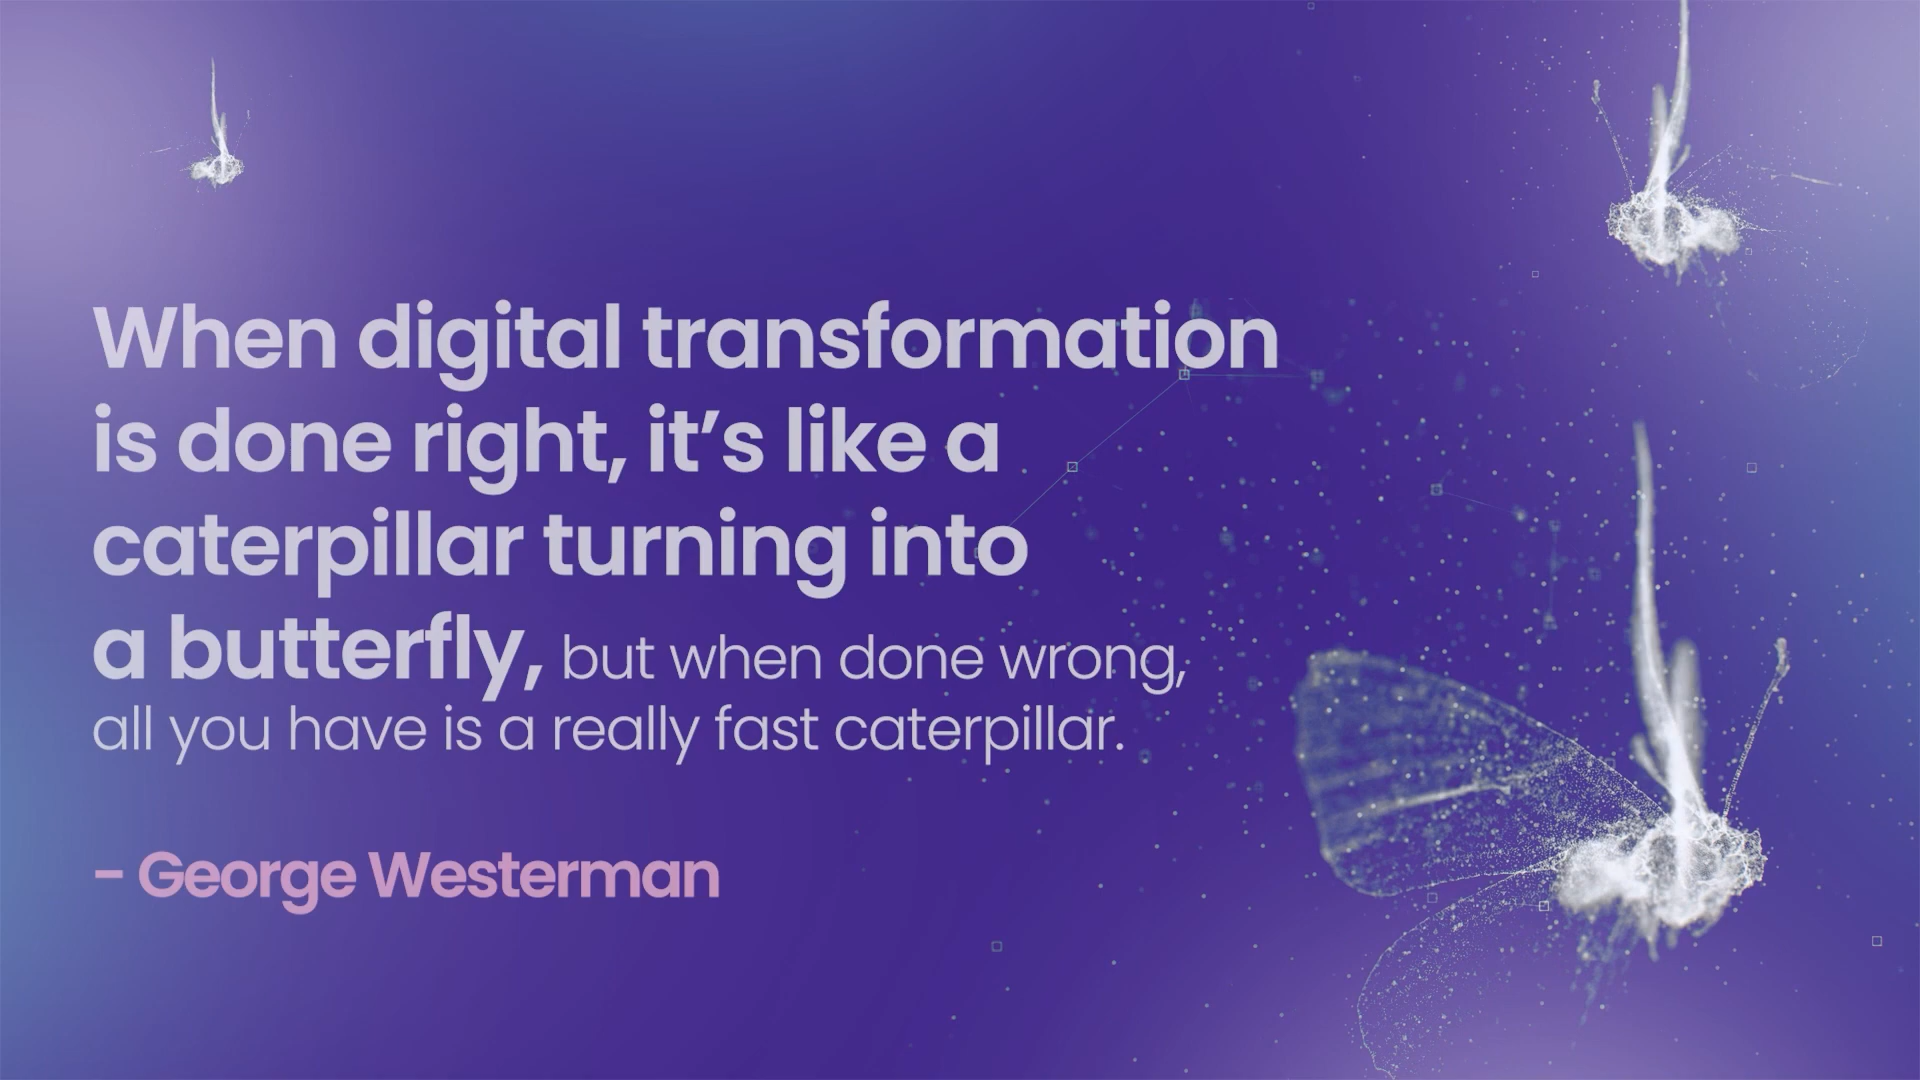 When digital transformation
is done right, it’s like a
caterpillar turning into
a butterfly, but when done wrong,
all you have is a really fast caterpillar.
– George Westerman